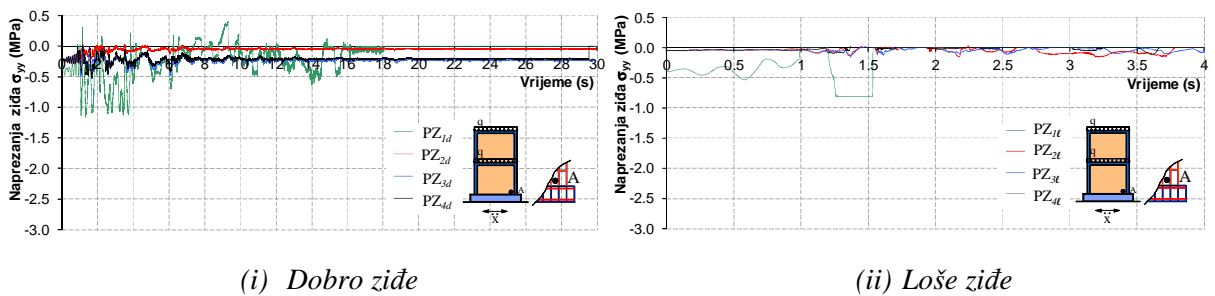 Naprezanja ziđa σyy (MPa)
0.5
0.0
-0.5
-1.0
-1.5
-2.0
-2.5
-3.0
0 2 4 6 8 10 12 14 16 18 20 22 24 26 28 30
Vrijeme (s)
PZ1d
PZ2d
PZ3d
PZ4d
q
q
A
ẍ
A
(i) Dobro ziđe
Naprezanja ziđa σyy (MPa)
0.5
0.0
-0.5
-1.0
-1.5
-2.0
-2.5
-3.0
0 0.5 1 1.5 2 2.5 3 3.5 4
Vrijeme (s)
PZ1ℓ
PZ2ℓ
PZ3ℓ
PZ4ℓ
q
q
A
ẍ
A
(ii) Loše ziđe